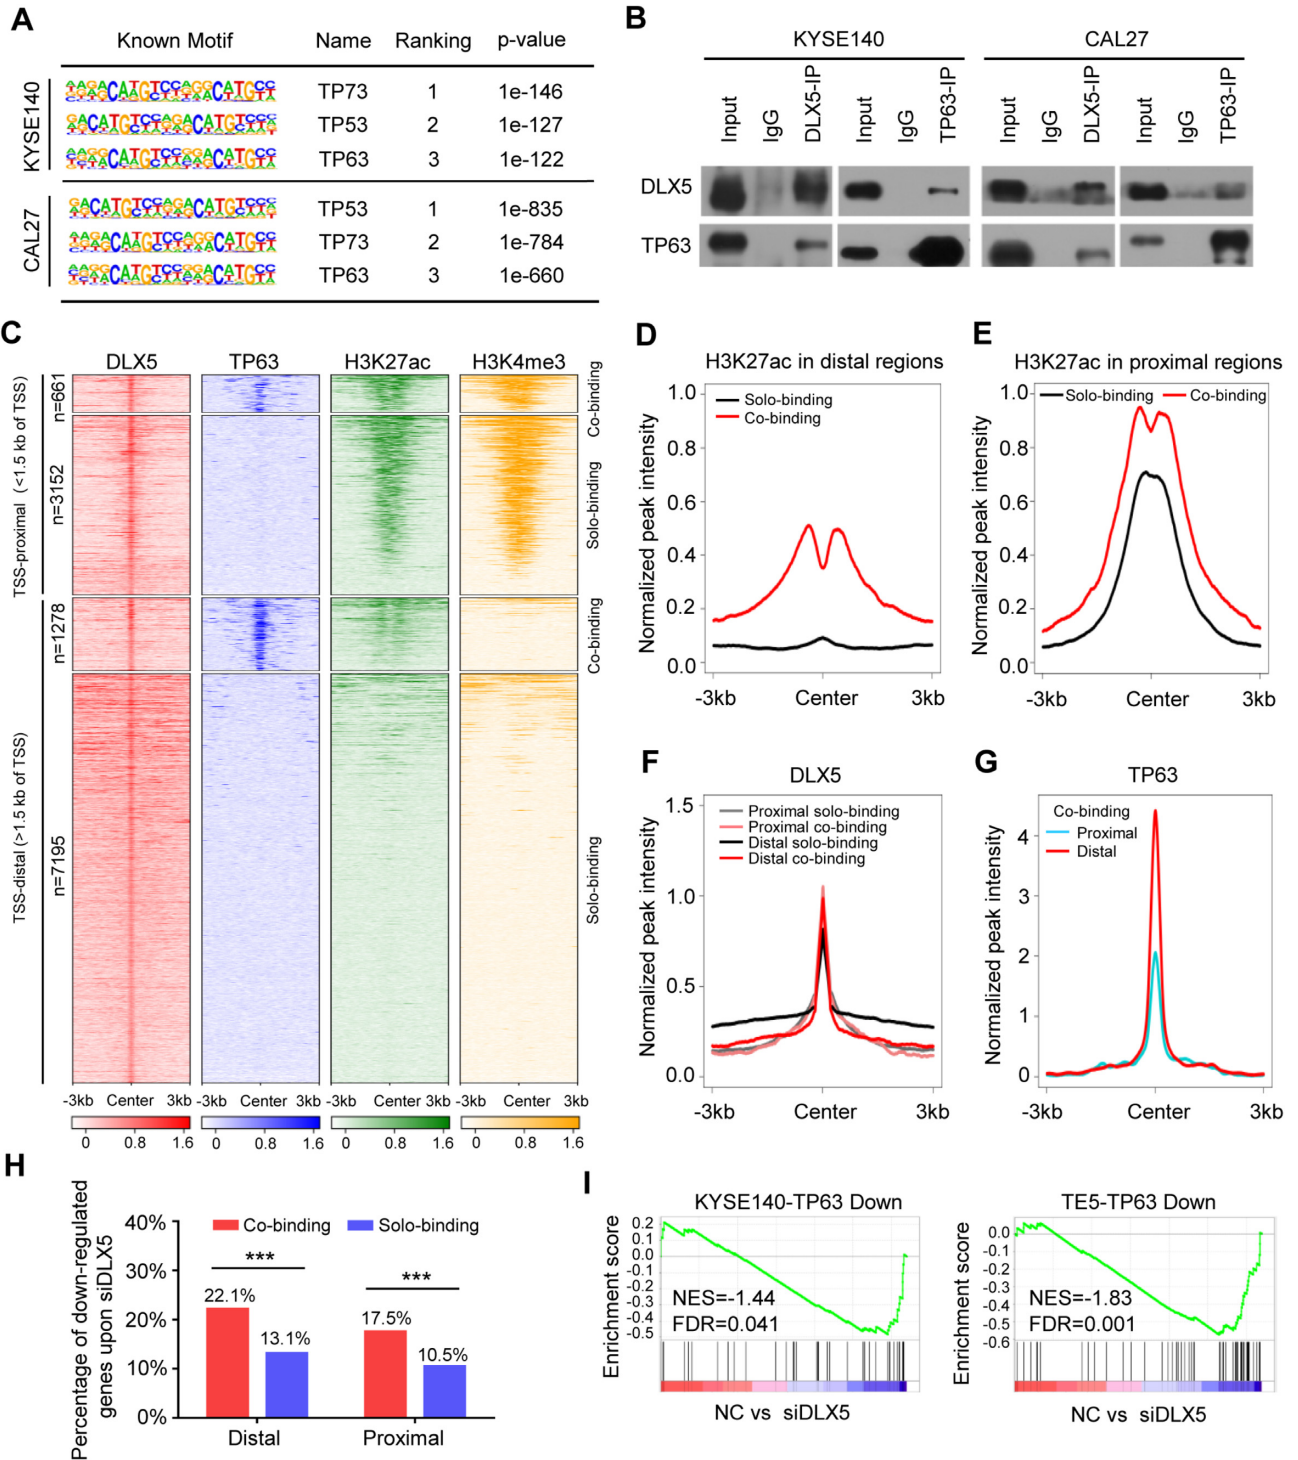 A
Known Motif Name Ranking p-value
KYSE140
TP73 1 1e-146
TP53 2 1e-127
TP63 3 1e-122
CAL27
TP53 1 1e-835
TP73 2 1e-784
TP63 3 1e-660
B
KYSE140 CAL27
Input IgG DLX5-IP Input IgG TP63-IP Input IgG DLX5-IP Input IgG TP63-IP
DLX5
TP63
C
DLX5 TP63 H3K27ac H3K4me3
TSS-proximal (<1.5 kb of TSS)
n=661
Co-binding
n=3152
Solo-binding
TSS-distal (>1.5 kb of TSS)
n=1278
Co-binding
n=7195
Solo-binding
-3kb Center 3kb -3kb Center 3kb -3kb Center 3kb -3kb Center 3kb
0 0.8 1.6 0 0.8 1.6 0 0.8 1.6 0 0.8 1.6
D
H3K27ac in distal regions
Normalized peak intensity
Solo-binding
Co-binding
1.0
0.8
0.6
0.4
0.2
0.0
-3kb Center 3kb
E
H3K27ac in proximal regions
Normalized peak intensity
Solo-binding Co-binding
1.0
0.8
0.6
0.4
0.2
0.0
-3kb Center 3kb
F
DLX5
Normalized peak intensity
Proximal solo-binding
Proximal co-binding
Distal solo-binding
Distal co-binding
1.5
1.0
0.5
0.0
-3kb Center 3kb
G
TP63
Normalized peak intensity
Co-binding
Proximal
Distal
4
3
2
1
0
-3kb Center 3kb
H
Percentage of down-regulated
genes upon siDLX5
Co-binding Solo-binding
40%
30%
20%
10%
0%
*** ***
22.1% 13.1% 17.5% 10.5%
Distal Proximal
I
KYSE140-TP63 Down
Enrichment score
0.2
0.1
0.0
-0.1
-0.2
-0.3
-0.4
-0.5
NES=-1.44
FDR=0.041
NC vs siDLX5
TE5-TP63 Down
Enrichment score
0.0
-0.1
-0.2
-0.3
-0.4
-0.5
-0.6
NES=-1.83
FDR=0.001
NC vs siDLX5